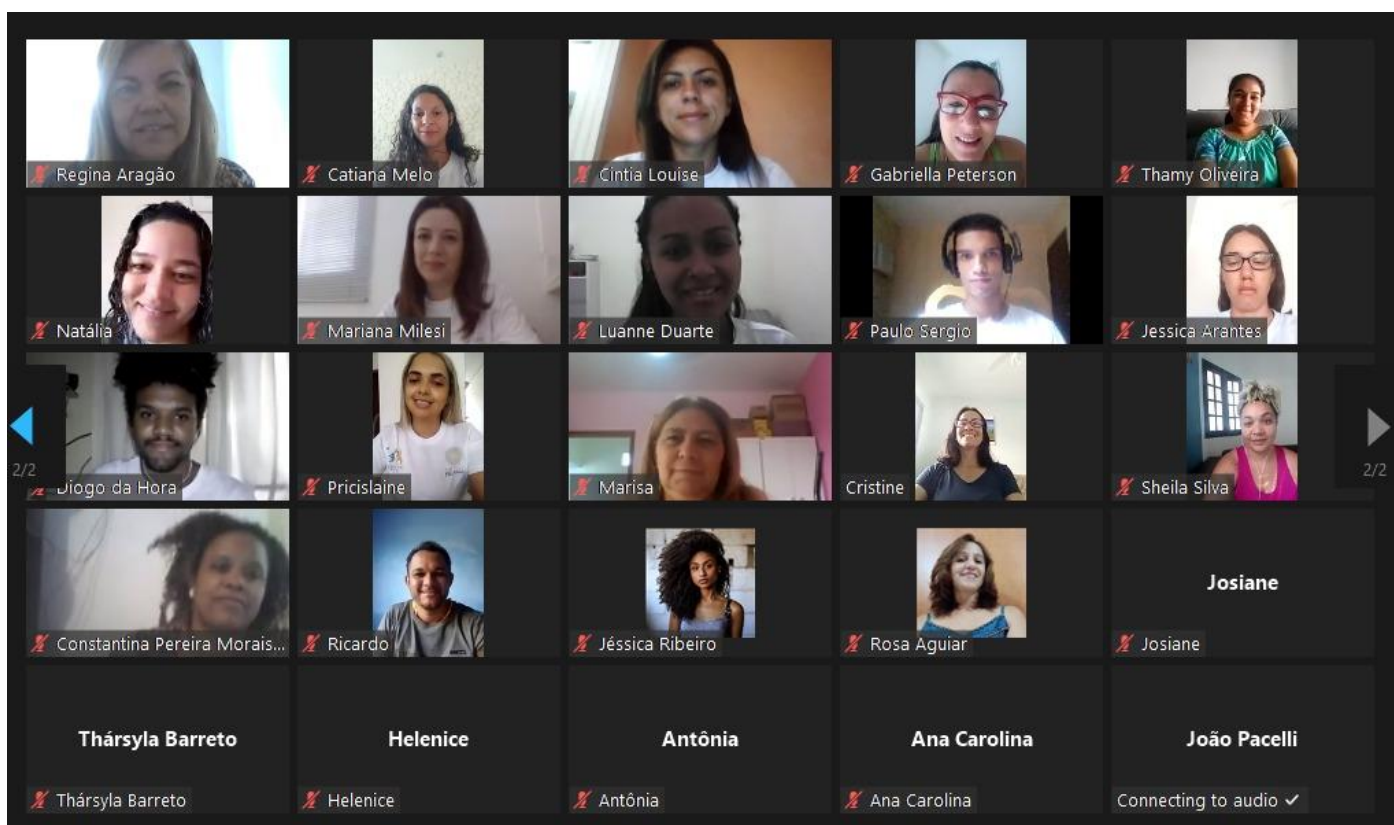 Regina Aragão
Catiana Melo
Cintia Louise
Gabriella Peterson
Thamy Oliveira
Natália
Mariana Milesi
Luanne Duarte
Paulo Sergio
Jessica Arantes
2/2
Diogo da Hora
Pricislaine
Marisa
Cristine
Sheila Silva
2/2
Constantina Pereira Morais...
Ricardo
Jéssica Ribeiro
Rosa Aguiar
Josiane
Josiane
Thársyla Barreto
Helenice
Antônia
Ana Carolina
João Pacelli
Thársyla Barreto
Helenice
Antônia
Ana Carolina
Connecting to audio ✓